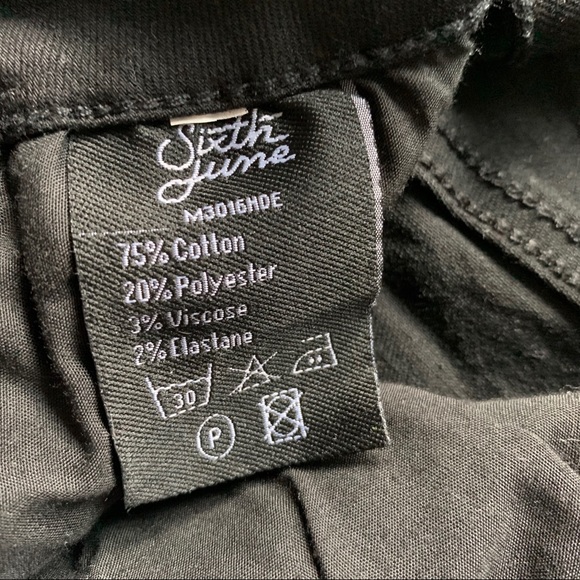 Sixth
June
M3016HDE
75% Cotton
20% Polyester
3% Viscose
2% Elastane
30
P